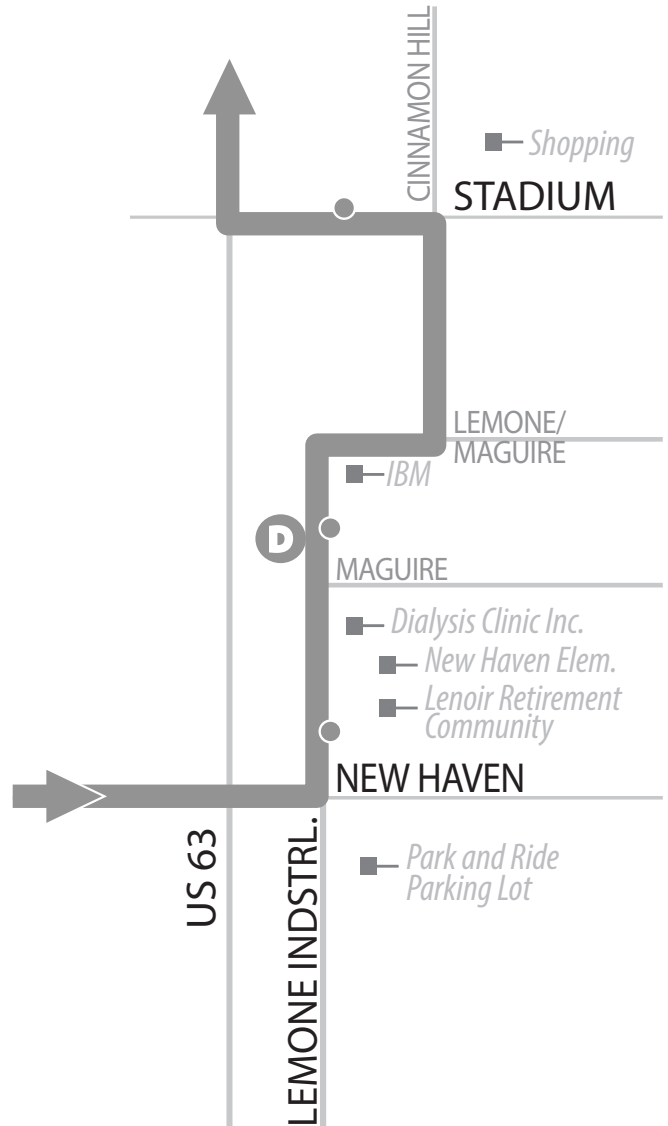 CINNAMON HILL
Shopping
STADIUM
LEMONE/
MAGUIRE
IBM
D
MAGUIRE
Dialysis Clinic Inc.
New Haven Elem.
Lenoir Retirement
Community
NEW HAVEN
US 63
LEMONE INDSTRL.
Park and Ride
Parking Lot